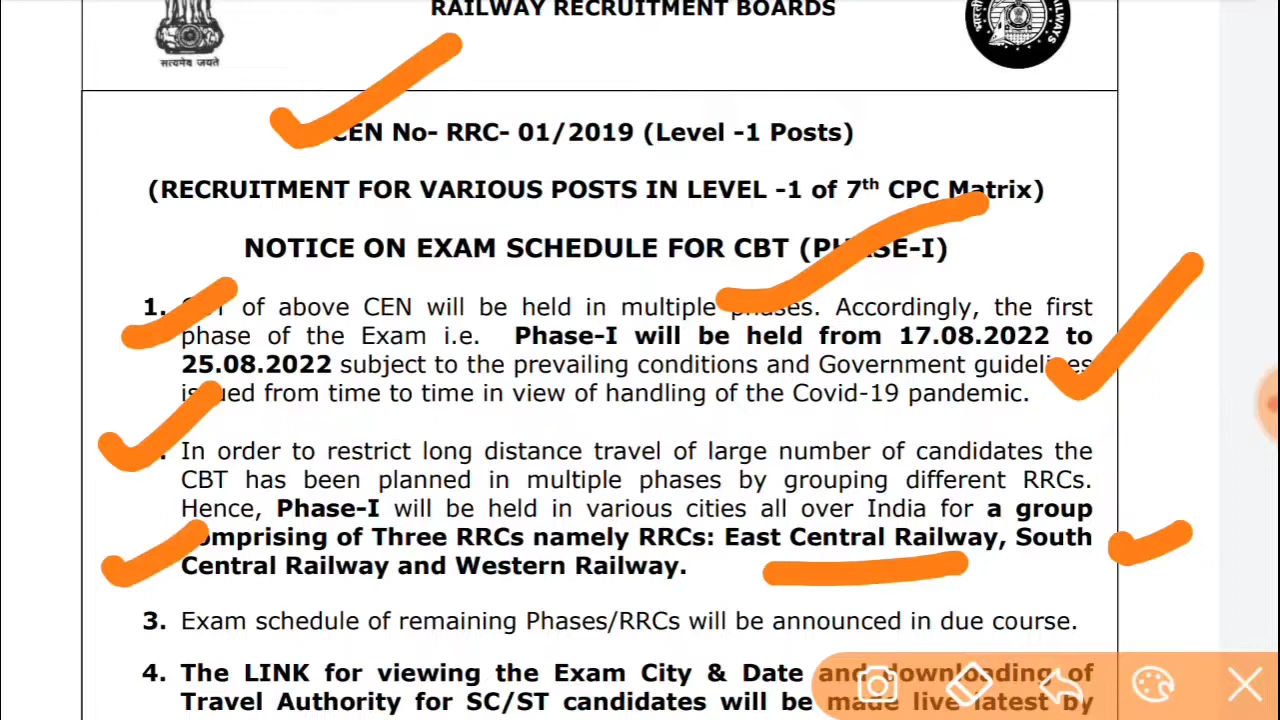 RAILWAY RECRUITMENT BOARDS
सत्यमेव जयते
CEN No- RRC- 01/2019 (Level -1 Posts)
(RECRUITMENT FOR VARIOUS POSTS IN LEVEL -1 of 7th CPC Matrix)
NOTICE ON EXAM SCHEDULE FOR CBT (PHASE-I)
1. CBT of above CEN will be held in multiple phases. Accordingly, the first
phase of the Exam i.e. Phase-I will be held from 17.08.2022 to
25.08.2022 subject to the prevailing conditions and Government guidelines
issued from time to time in view of handling of the Covid-19 pandemic.
In order to restrict long distance travel of large number of candidates the
CBT has been planned in multiple phases by grouping different RRCs.
Hence, Phase-I will be held in various cities all over India for a group
comprising of Three RRCs namely RRCs: East Central Railway, South
Central Railway and Western Railway.
3. Exam schedule of remaining Phases/RRCs will be announced in due course.
4. The LINK for viewing the Exam City & Date and downloading of
Travel Authority for SC/ST candidates will be made live latest by